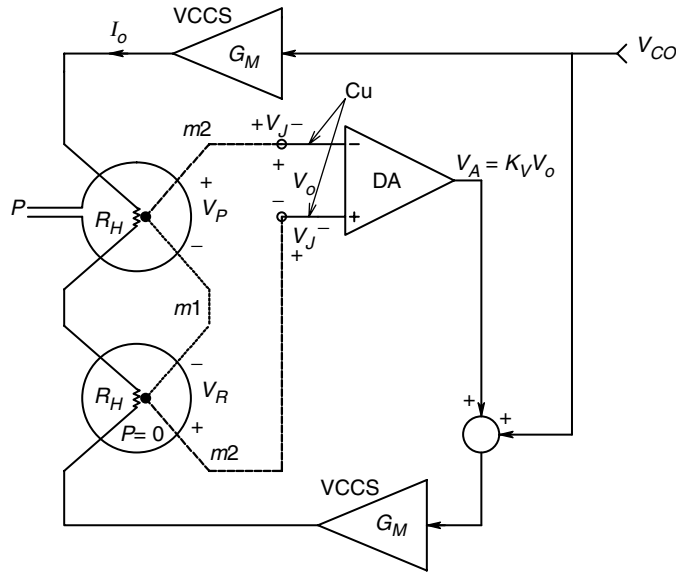 VCCS
I_o
G_M
V_CO
Cu
m2
+V_J−
+
−
DA
V_A = K_V V_o
V_o
P
R_H
+
V_P
−
−
+
V_J−
+
m1
R_H
−
V_R
+
P = 0
m2
+
+
VCCS
G_M